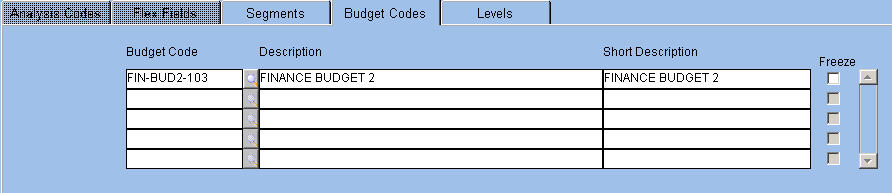 Analysis Codes Flex Fields Segments Budget Codes Levels
Budget Code Description Short Description Freeze
FIN-BUD2-103 FINANCE BUDGET 2 FINANCE BUDGET 2